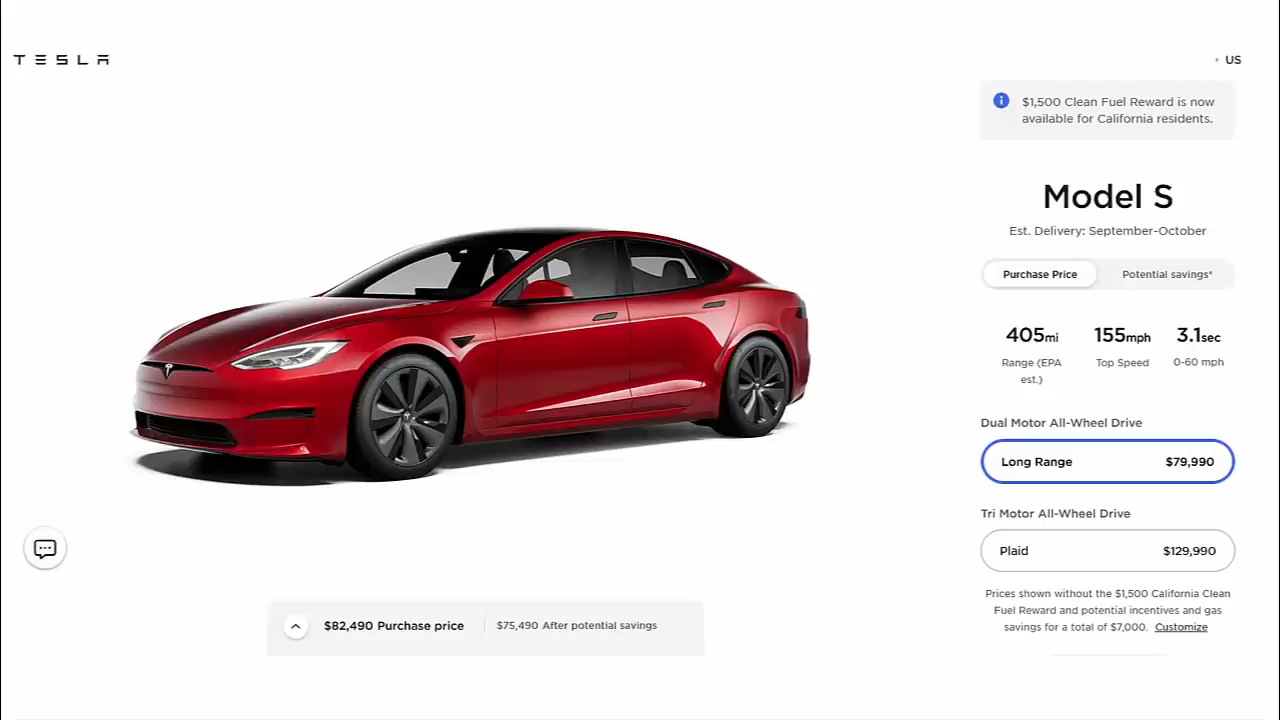 TESLA
US
$1,500 Clean Fuel Reward is now
available for California residents.
Model S
Est. Delivery: September-October
Purchase Price
Potential savings*
405mi
155mph
3.1sec
Range (EPA
est.)
Top Speed
0-60 mph
Dual Motor All-Wheel Drive
Long Range $79,990
Tri Motor All-Wheel Drive
Plaid $129,990
Prices shown without the $1,500 California Clean
Fuel Reward and potential incentives and gas
savings for a total of $7,000. Customize
$82,490 Purchase price
$75,490 After potential savings